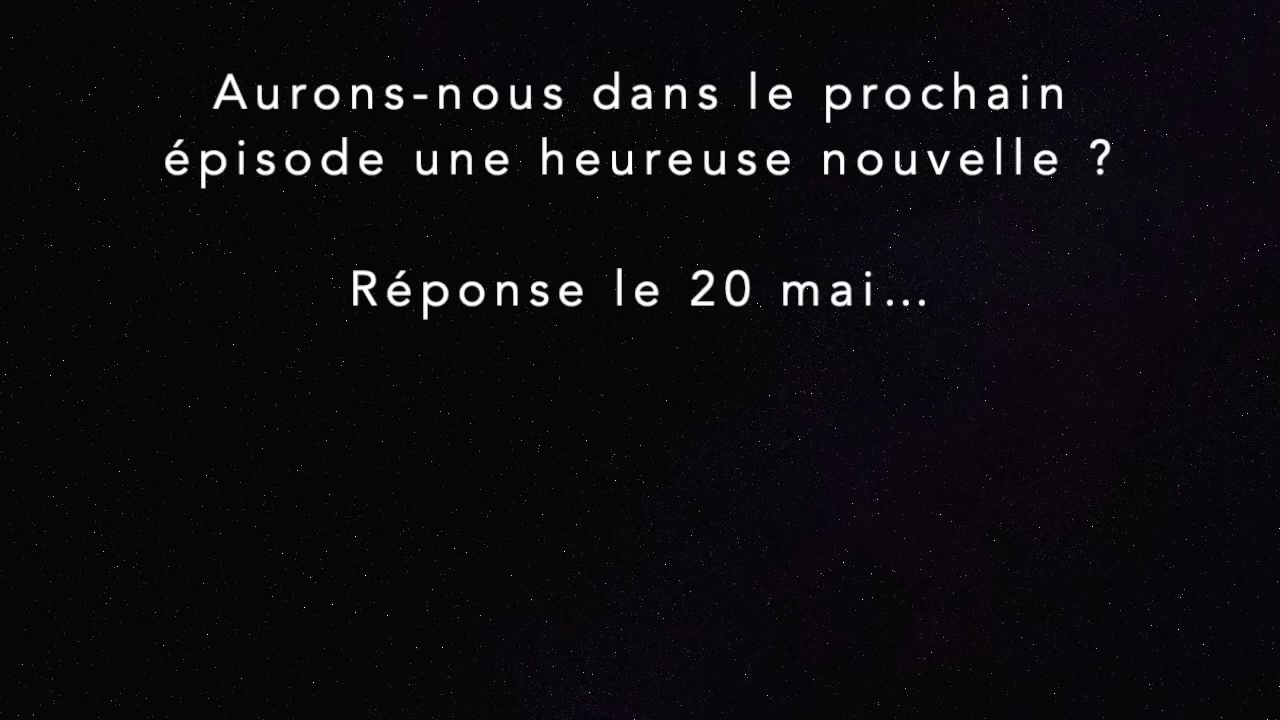 Aurons-nous dans le prochain
épisode une heureuse nouvelle ?
Réponse le 20 mai...